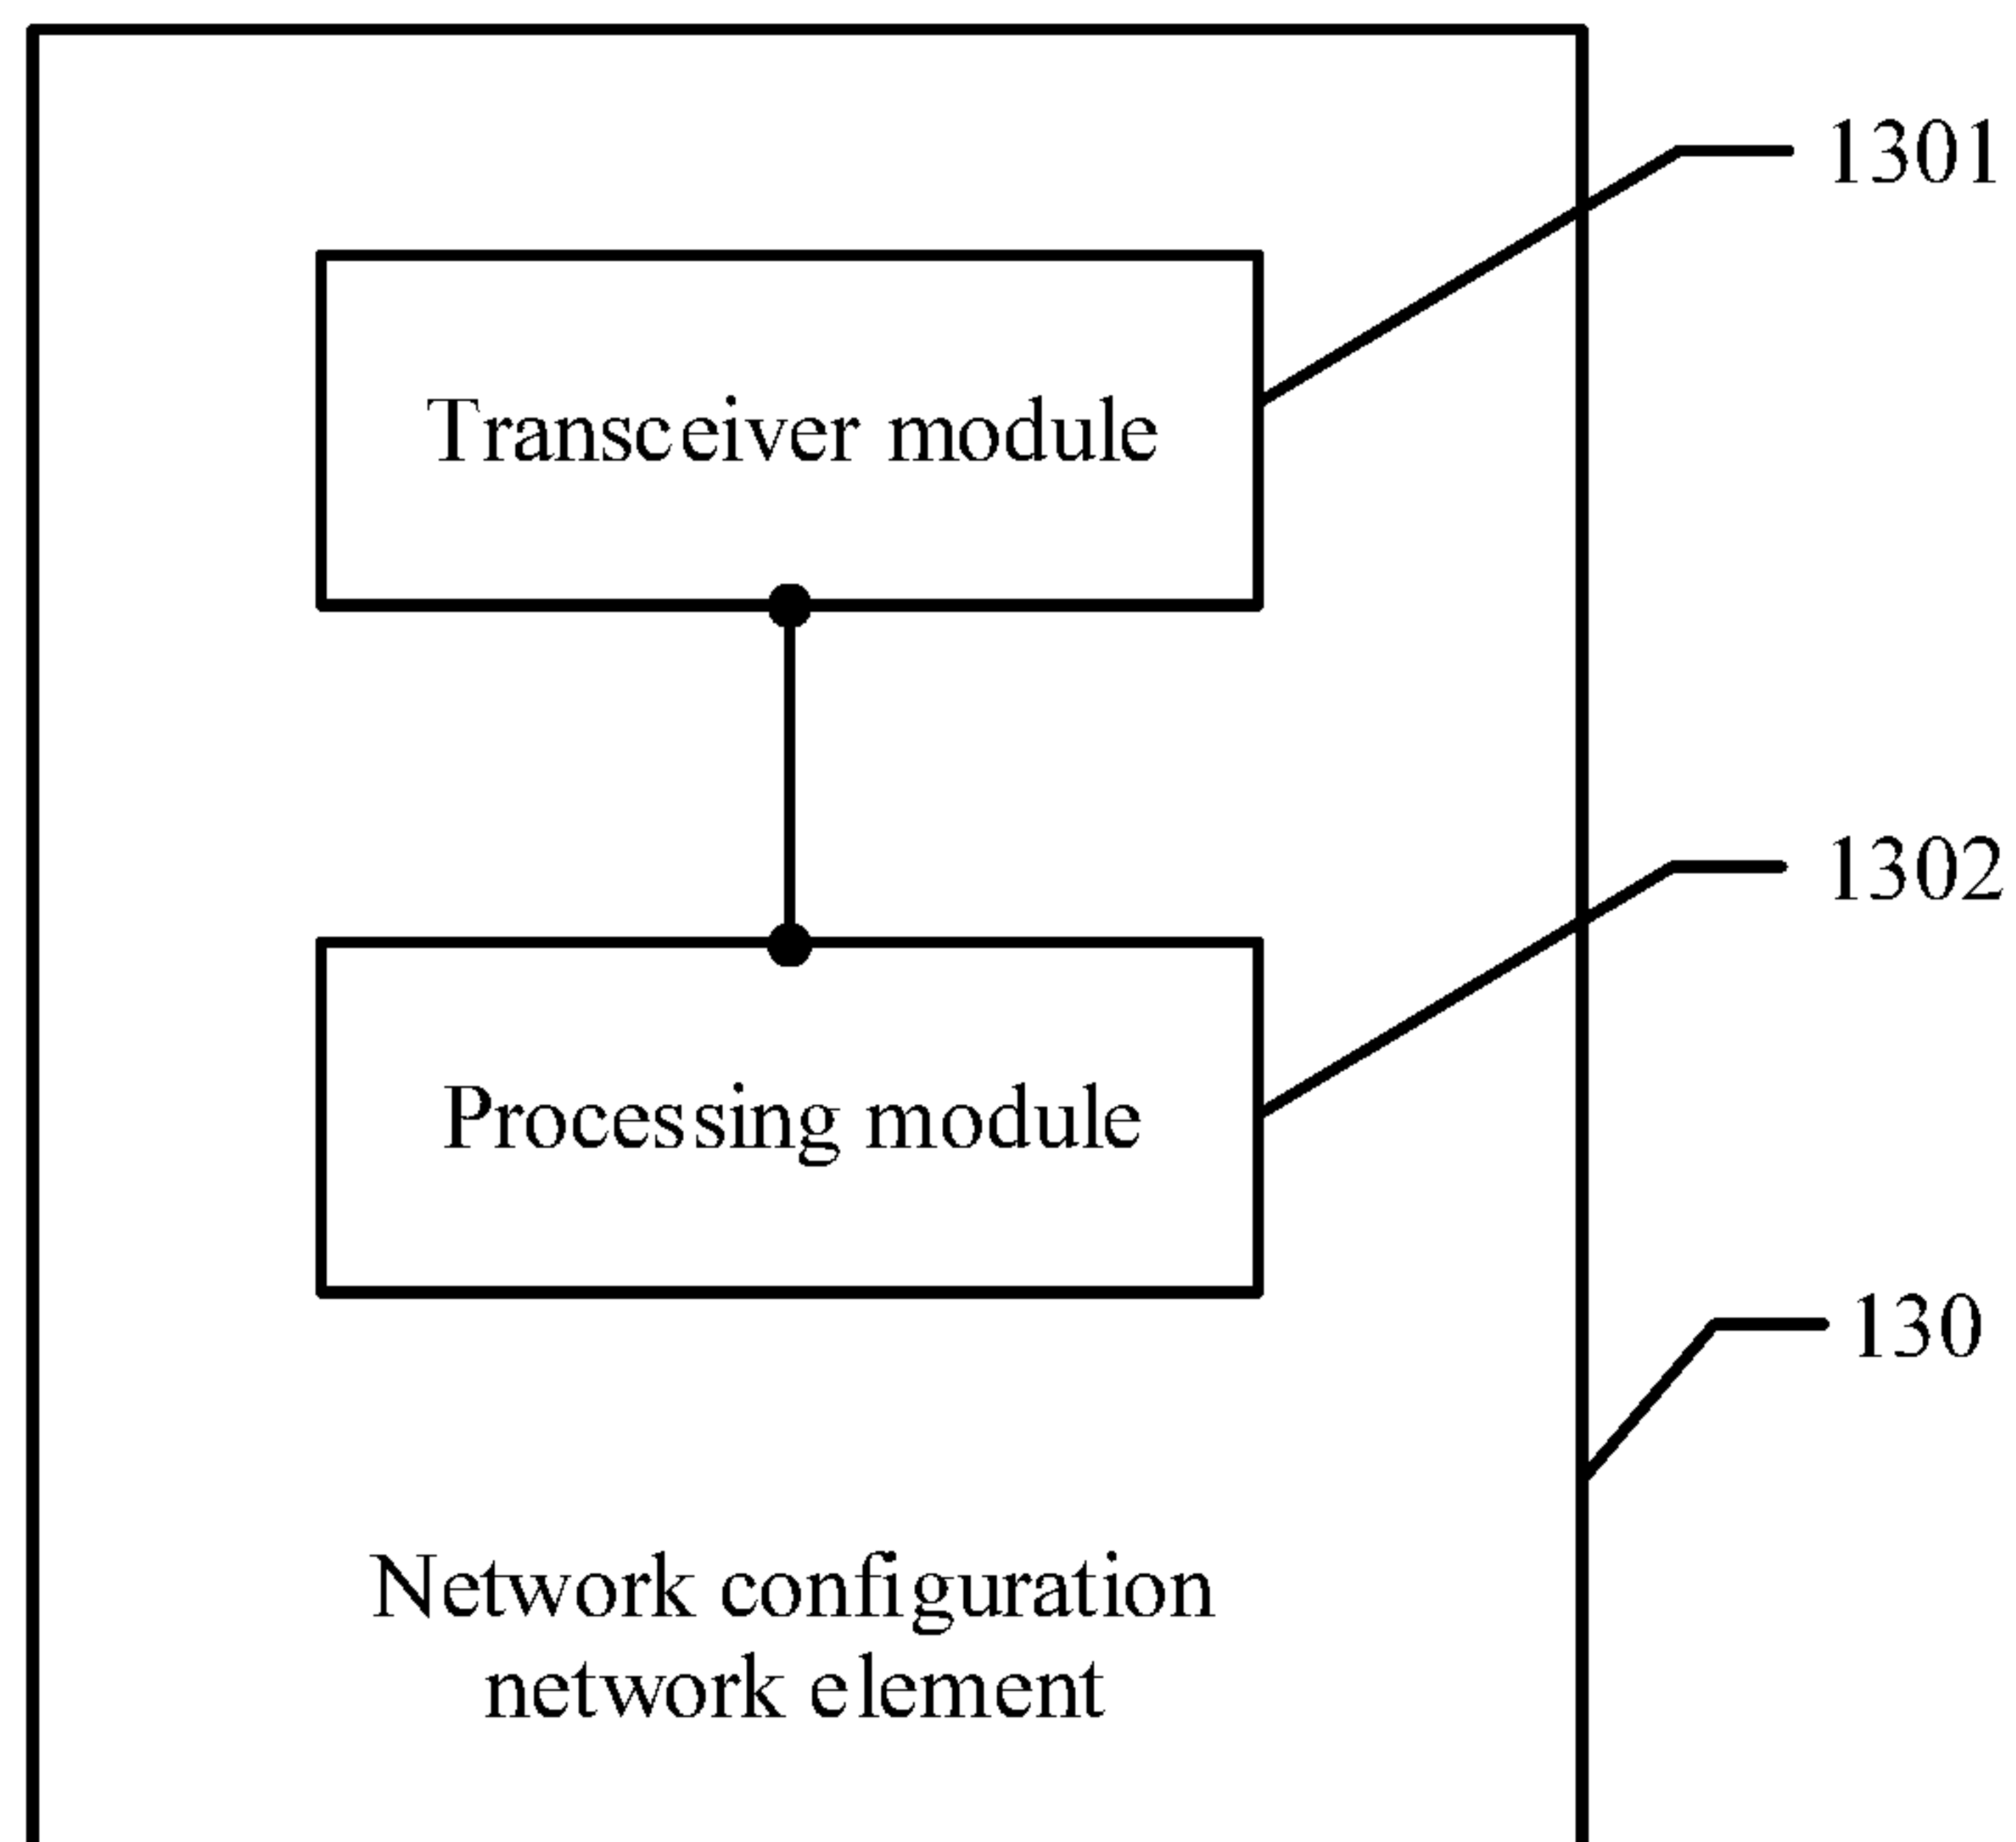 1301
Transceiver module
1302
Processing module
130
Network configuration
network element